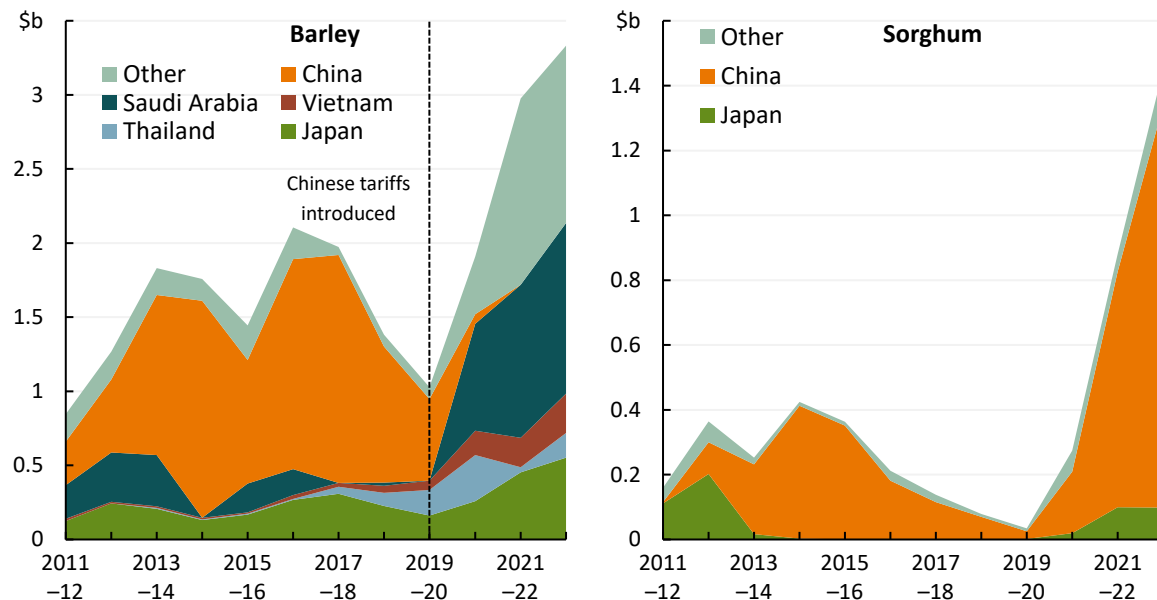 $b
Barley
Other
China
Saudi Arabia
Vietnam
Thailand
Japan
Chinese tariffs
introduced
3
2.5
2
1.5
1
0.5
0
2011 2013 2015 2017 2019 2021
–12 –14 –16 –18 –20 –22
$b
Sorghum
Other
China
Japan
1.4
1.2
1
0.8
0.6
0.4
0.2
0
2011 2013 2015 2017 2019 2021
–12 –14 –16 –18 –20 –22